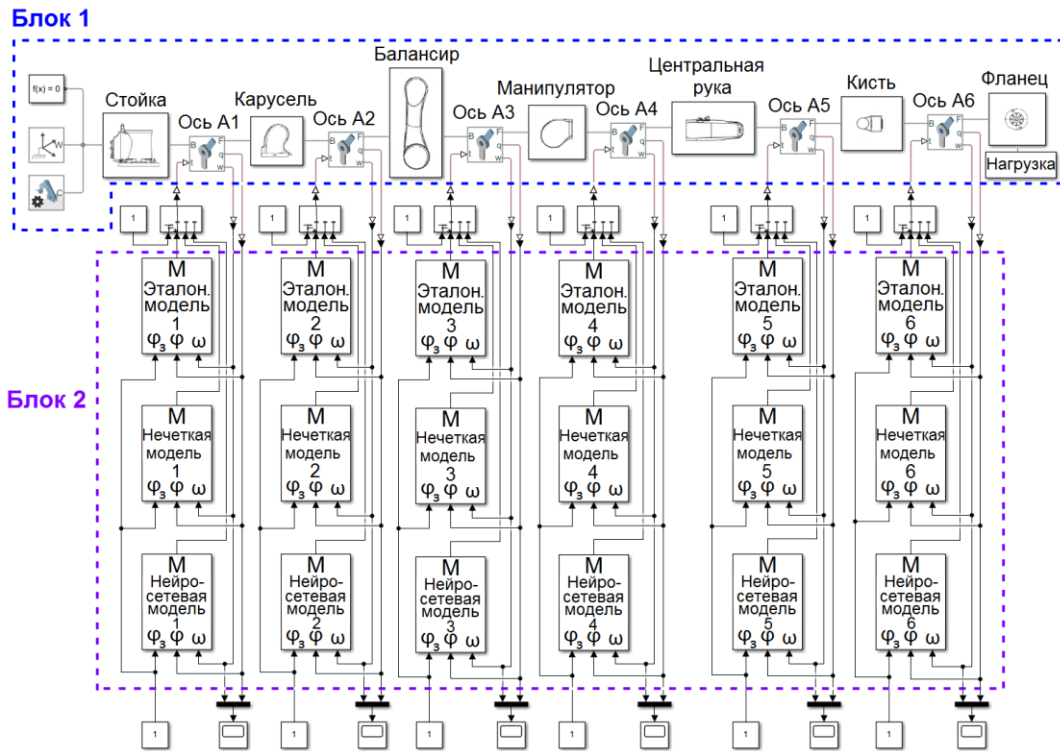 Блок 1
Балансир
Центральная рука
Стойка
Карусель
Манипулятор
Кисть
Фланец
Ось А1
Ось А2
Ось А3
Ось А4
Ось А5
Ось А6
f(x) = 0
W
C
B t F q w
B t F q w
B t F q w
B t F q w
B t F q w
B t F q w
Нагрузка
1 1 1 1 1 1
Блок 2
М
Эталон.
модель
1
φз φ ω
М
Эталон.
модель
2
φз φ ω
М
Эталон.
модель
3
φз φ ω
М
Эталон.
модель
4
φз φ ω
М
Эталон.
модель
5
φз φ ω
М
Эталон.
модель
6
φз φ ω
М
Нечеткая
модель
1
φз φ ω
М
Нечеткая
модель
2
φз φ ω
М
Нечеткая
модель
3
φз φ ω
М
Нечеткая
модель
4
φз φ ω
М
Нечеткая
модель
5
φз φ ω
М
Нечеткая
модель
6
φз φ ω
М
Нейро-
сетевая
модель
1
φз φ ω
М
Нейро-
сетевая
модель
2
φз φ ω
М
Нейро-
сетевая
модель
3
φз φ ω
М
Нейро-
сетевая
модель
4
φз φ ω
М
Нейро-
сетевая
модель
5
φз φ ω
М
Нейро-
сетевая
модель
6
φз φ ω
1 1 1 1 1 1